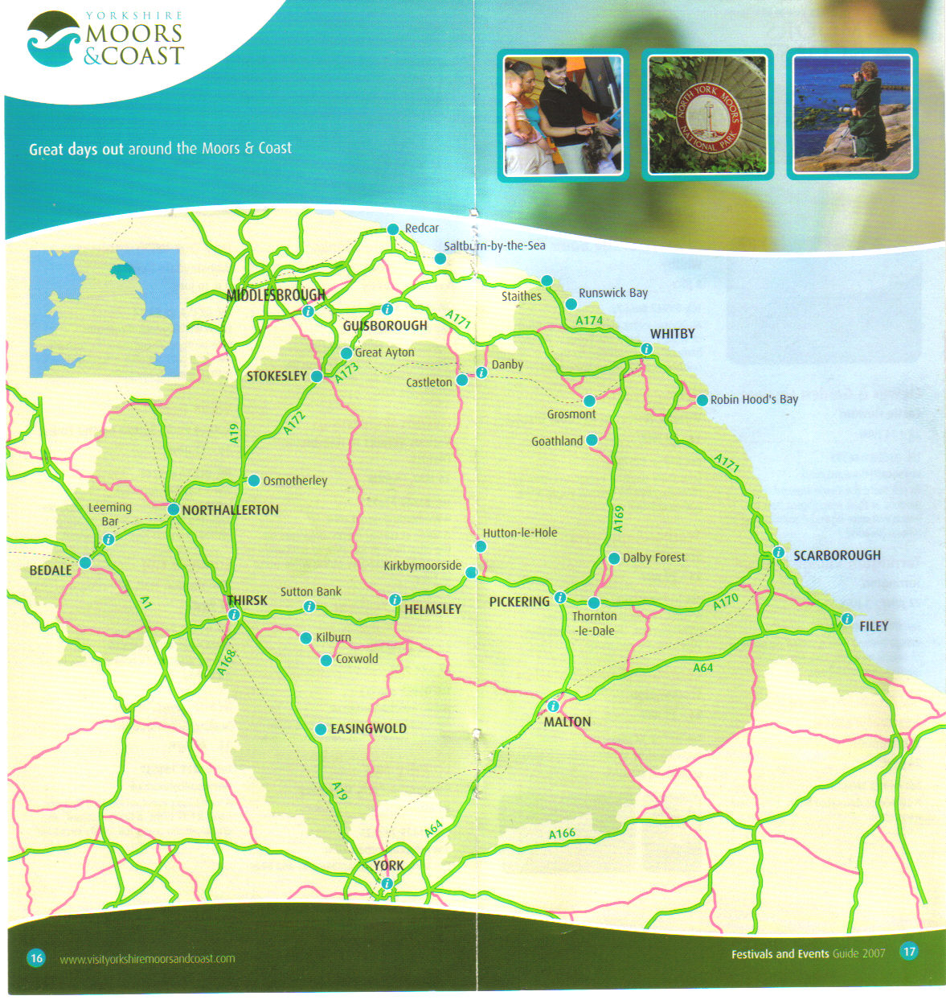 YORKSHIRE
MOORS
&COAST
NORTH YORK MOORS
NATIONAL PARK
Great days out around the Moors & Coast
Redcar
Saltburn-by-the-Sea
MIDDLESBROUGH
Staithes
Runswick Bay
GUISBOROUGH
A171
A174
WHITBY
Great Ayton
STOKESLEY
A173
Castleton
Danby
Robin Hood's Bay
Grosmont
A19
A172
Goathland
A171
Osmotherley
Leeming
Bar
NORTHALLERTON
A169
Hutton-le-Hole
BEDALE
Kirkbymoorside
Dalby Forest
SCARBOROUGH
A1
THIRSK
Sutton Bank
HELMSLEY
PICKERING
Thornton
-le-Dale
A170
FILEY
Kilburn
Coxwold
A168
A64
EASINGWOLD
MALTON
A19
A64
A166
YORK
16
www.visityorkshiremoorsandcoast.com
Festivals and Events Guide 2007
17